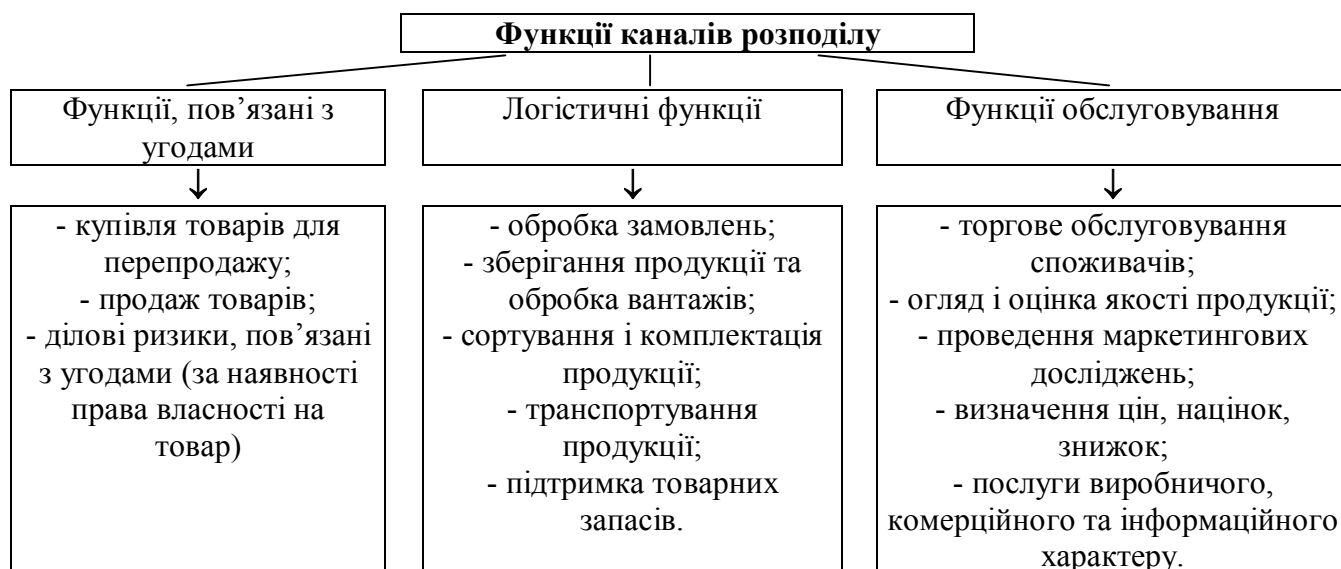 Функції каналів розподілу
Функції, пов’язані з
угодами
Логістичні функції
Функції обслуговування
- купівля товарів для
перепродажу;
- продаж товарів;
- ділові ризики, пов’язані
з угодами (за наявності
права власності на
товар)
- обробка замовлень;
- зберігання продукції та
обробка вантажів;
- сортування і комплектація
продукції;
- транспортування
продукції;
- підтримка товарних
запасів.
- торгове обслуговування
споживачів;
- огляд і оцінка якості продукції;
- проведення маркетингових
досліджень;
- визначення цін, націнок,
знижок;
- послуги виробничого,
комерційного та інформаційного
характеру.